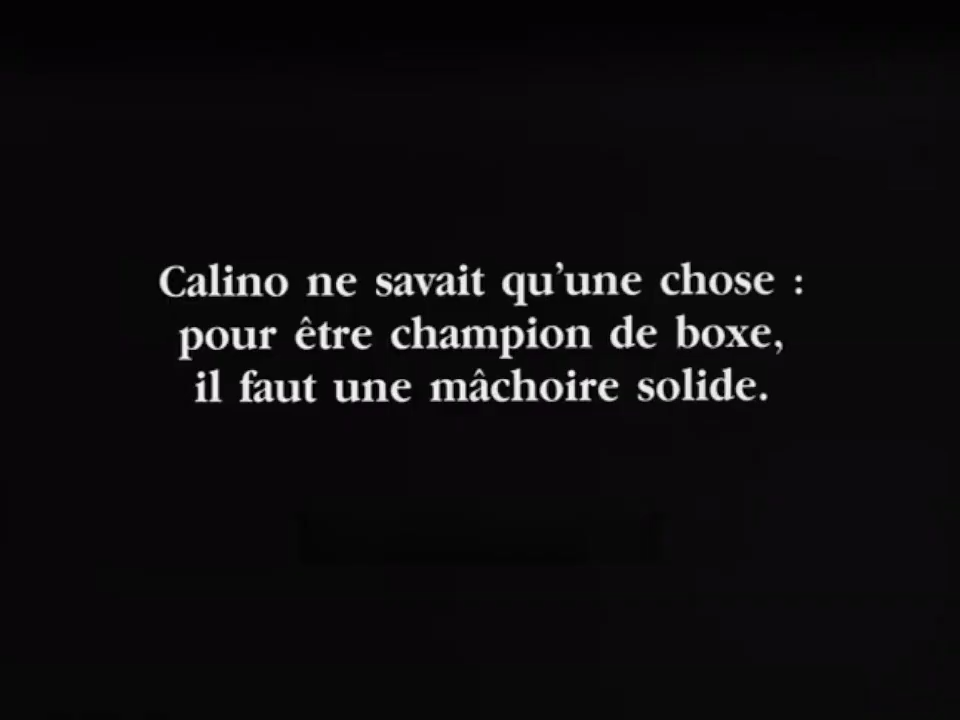 Calino ne savait qu’une chose :
pour être champion de boxe,
il faut une mâchoire solide.